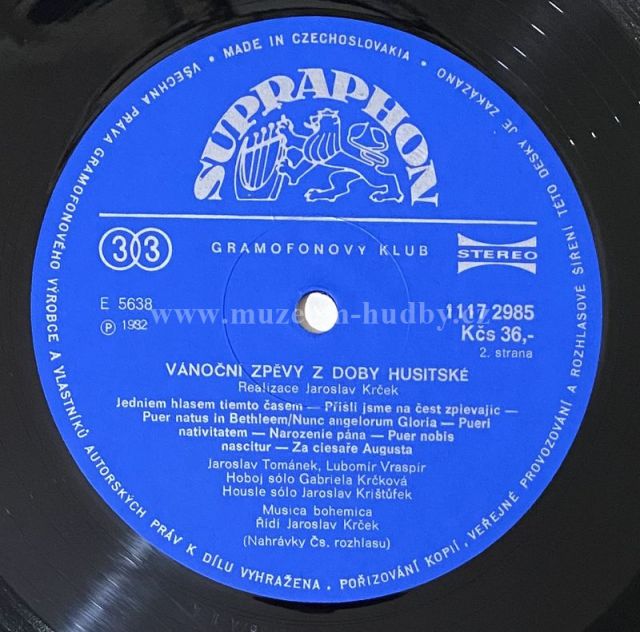 VŠECHNA PRÁVA GRAMOFONOVÉHO VÝROBCE A VLASTNÍKŮ AUTORSKÝCH PRÁV K DÍLU VYHRAŽENA. POŘIZOVÁNÍ KOPIÍ, VEŘEJNÉ PROVOZOVÁNÍ A ROZHLASOVÉ ŠÍŘENÍ TÉTO DESKY JE ZAKÁZÁNO • MADE IN CZECHOSLOVAKIA •
SUPRAPHON
33 GRAMOFONOVÝ KLUB STEREO
E 5638 1117 2985
www.muzeum-hudby.cz
Ⓟ 1982 Kčs 36,-
2. strana
VÁNOČNÍ ZPĚVY Z DOBY HUSITSKÉ
Realizace Jaroslav Krček
Jedniem hlasem tiemto časem — Přišli jsme na čest zpievajíc —
Puer natus in Bethleem/Nunc angelorum Gloria — Pueri
nativitatem — Narozenie pána — Puer nobis
nascitur — Za ciesaře Augusta
Jaroslav Tománek, Lubomír Vraspír
Hoboj sólo Gabriela Krčková
Housle sólo Jaroslav Krištůfek
Musica bohemica
Řídí Jaroslav Krček
(Nahrávky Čs. rozhlasu)